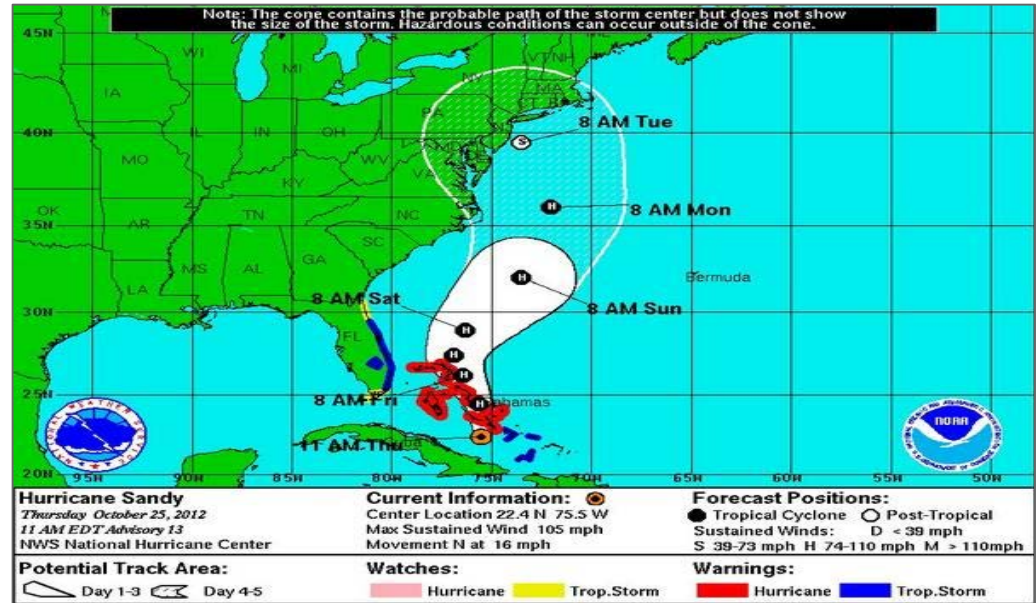 Note: The cone contains the probable path of the storm center but does not show
the size of the storm. Hazardous conditions can occur outside of the cone.
45N
WI
MI
NY
VT NH
MA
IA
PA
8 AM Tue
S
40N
IL
IN
OH
MO
WV
VA
KY
H
8 AM Mon
OK
AR
TN
NC
35N
SC
MS
AL
GA
Bermuda
LA
8 AM Sat
H
8 AM Sun
30N
H
FL
H
H
25N
8 AM Fri
H
Bahamas
11 AM Thu
Cuba
NOAA
20N
95W
90W
85W
80W
75W
70W
65W
60W
55W
50W
Hurricane Sandy
Thursday October 25, 2012
11 AM EDT Advisory 13
NWS National Hurricane Center
Current Information:
Center Location 22.4 N 75.5 W
Max Sustained Wind 105 mph
Movement N at 16 mph
Forecast Positions:
Tropical Cyclone Post-Tropical
Sustained Winds: D < 39 mph
S 39-73 mph H 74-110 mph M > 110mph
Potential Track Area:
Day 1-3 Day 4-5
Watches:
Hurricane Trop.Storm
Warnings:
Hurricane Trop.Storm